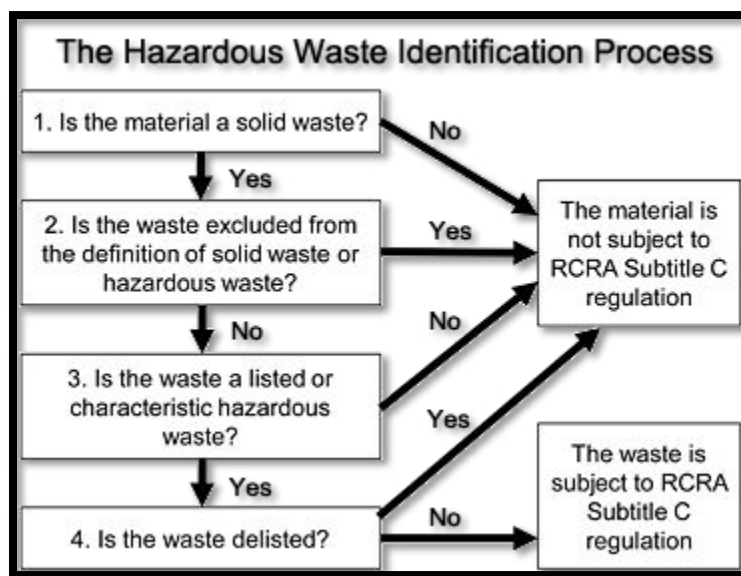 The Hazardous Waste Identification Process
1. Is the material a solid waste?
No
Yes
2. Is the waste excluded from
the definition of solid waste or
hazardous waste?
Yes
The material is
not subject to
RCRA Subtitle C
regulation
No
No
3. Is the waste a listed or
characteristic hazardous
waste?
Yes
Yes
4. Is the waste delisted?
No
The waste is
subject to RCRA
Subtitle C
regulation